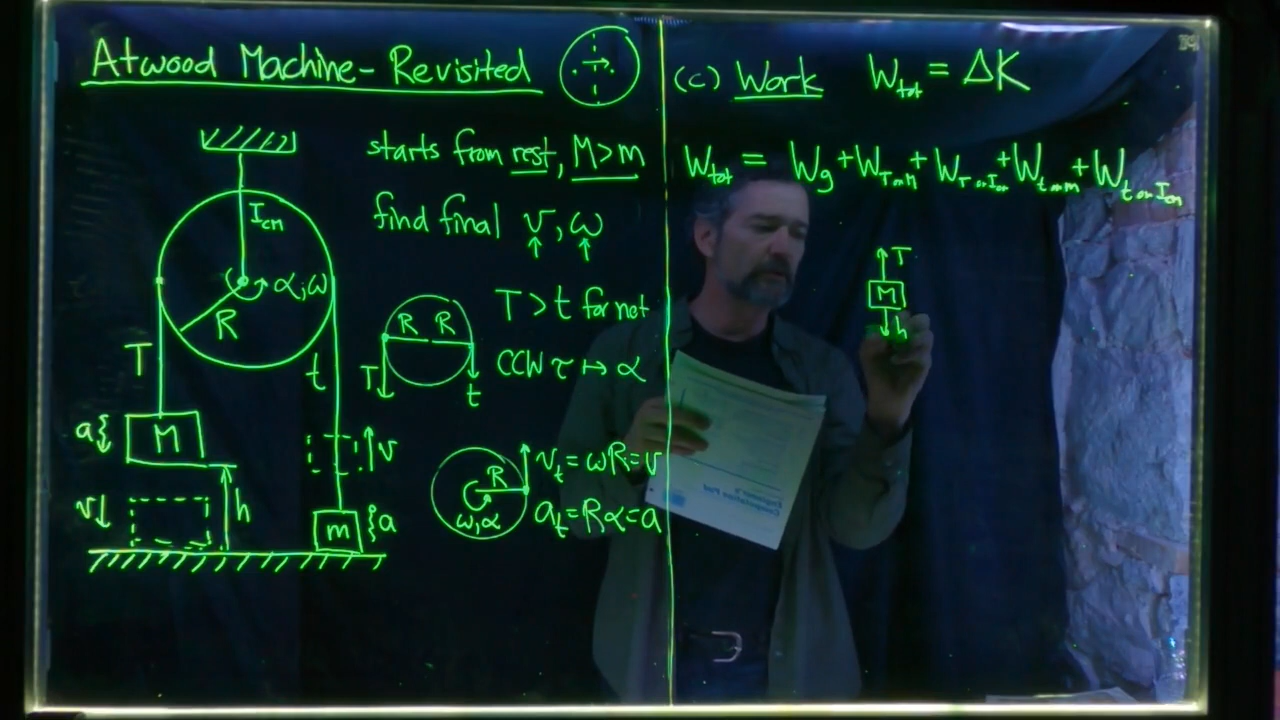 Atwood Machine - Revisited
starts from rest, M>m
find final v, ω
I_cm
α, ω
R
T
t
T > t for net
CCW τ ↦ α
R R
T
t
a
M
v
h
v
m
a
R
ω, α
v_t = ωR = v
a_t = Rα = a
(c) Work W_tot = ΔK
W_tot = W_g + W_T on M + W_T on I_cm + W_t on m + W_t on I_cm
T
M
h